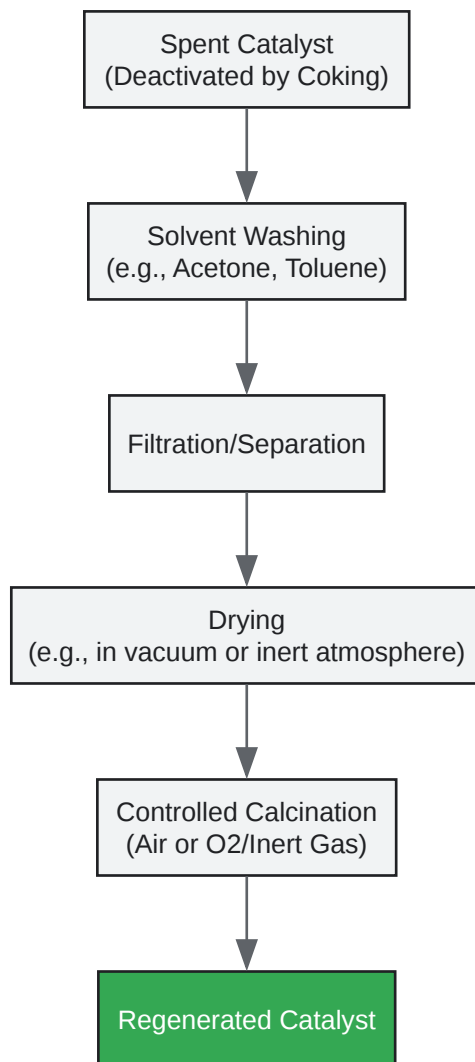 Spent Catalyst
(Deactivated by Coking)
Solvent Washing
(e.g., Acetone, Toluene)
Filtration/Separation
Drying
(e.g., in vacuum or inert atmosphere)
Controlled Calcination
(Air or O2/Inert Gas)
Regenerated Catalyst